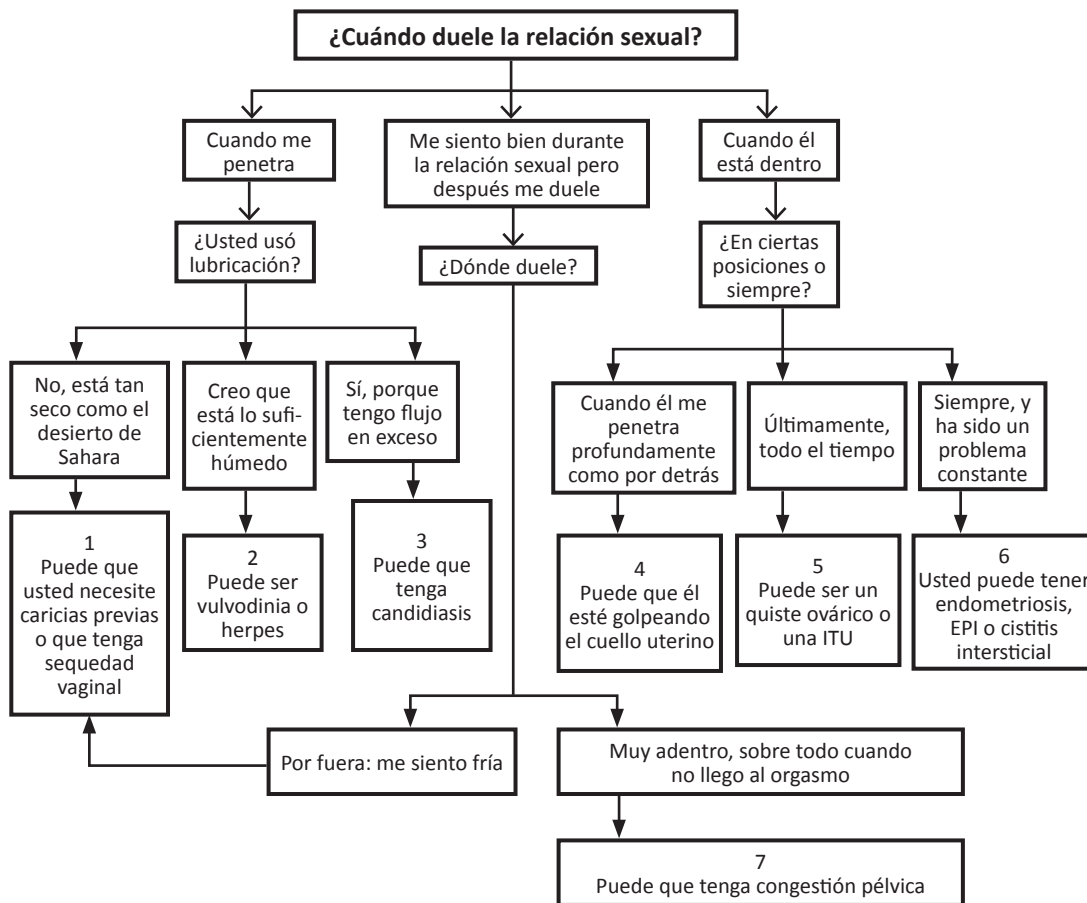 ¿Cuándo duele la relación sexual?
Cuando me
penetra
Me siento bien durante
la relación sexual pero
después me duele
Cuando él
está dentro
¿Usted usó
lubricación?
¿Dónde duele?
¿En ciertas
posiciones o
siempre?
No, está tan
seco como el
desierto de
Sahara
Creo que
está lo sufi-
cientemente
húmedo
Sí, porque
tengo flujo
en exceso
Cuando él me
penetra
profundamente
como por detrás
Últimamente,
todo el tiempo
Siempre, y
ha sido un
problema
constante
1
Puede que
usted necesite
caricias previas
o que tenga
sequedad
vaginal
2
Puede ser
vulvodinia o
herpes
3
Puede que
tenga
candidiasis
4
Puede que él
esté golpeando
el cuello uterino
5
Puede ser un
quiste ovárico o
una ITU
6
Usted puede tener
endometriosis,
EPI o cistitis
intersticial
Por fuera: me siento fría
Muy adentro, sobre todo cuando
no llego al orgasmo
7
Puede que tenga congestión pélvica